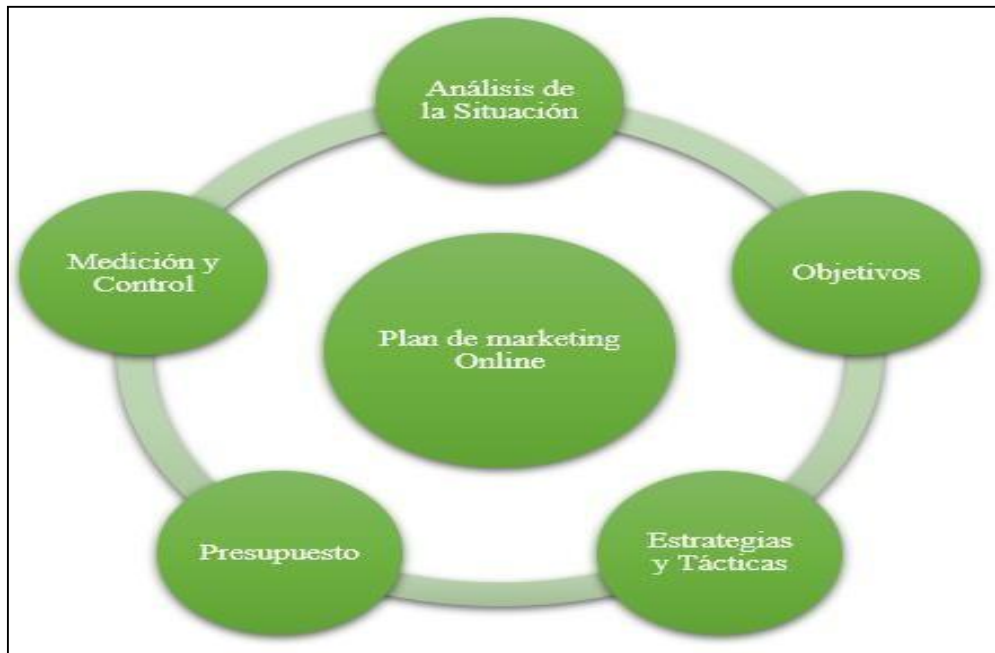 Análisis de
la Situación
Objetivos
Estrategias
y Tácticas
Presupuesto
Medición y
Control
Plan de marketing
Online